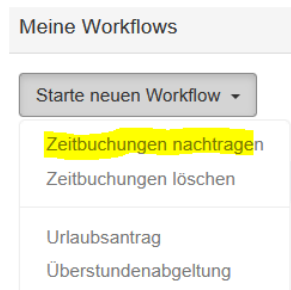 Meine Workflows
Starte neuen Workflow
Zeitbuchungen nachtragen
Zeitbuchungen löschen
Urlaubsantrag
Überstundenabgeltung